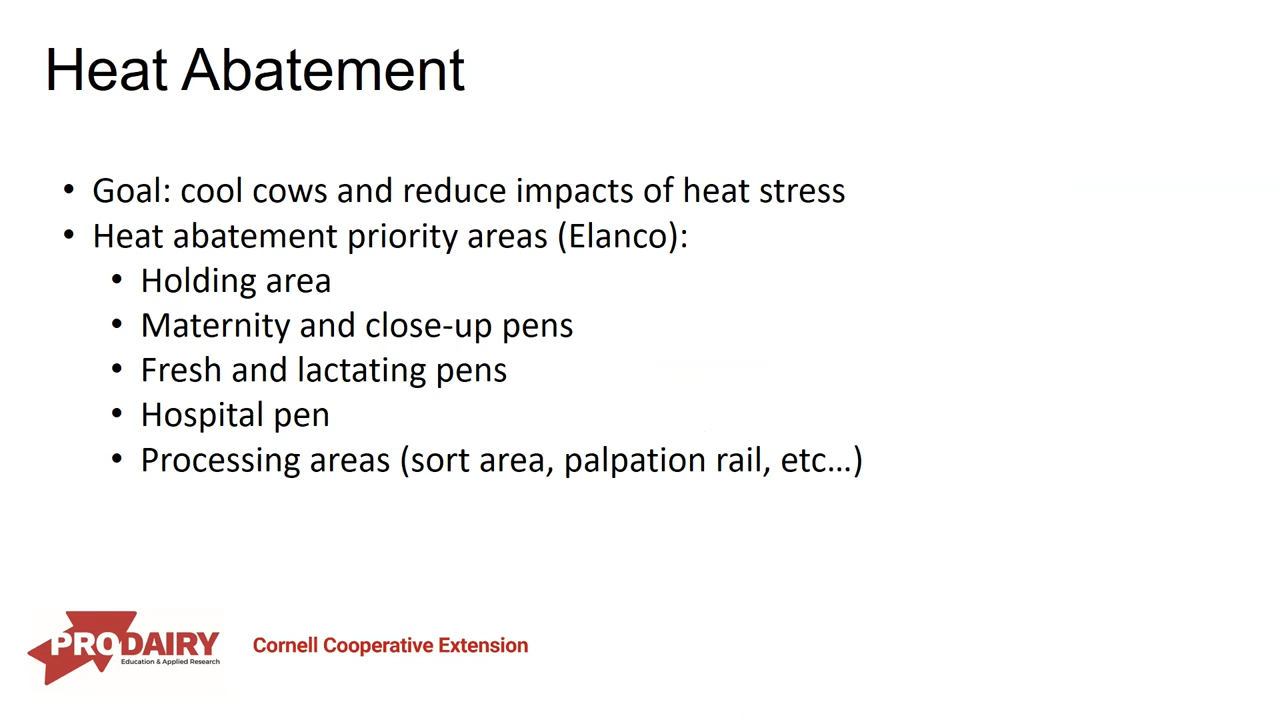 Heat Abatement
• Goal: cool cows and reduce impacts of heat stress
• Heat abatement priority areas (Elanco):
• Holding area
• Maternity and close-up pens
• Fresh and lactating pens
• Hospital pen
• Processing areas (sort area, palpation rail, etc…)
PRODAIRY
Education & Applied Research
Cornell Cooperative Extension